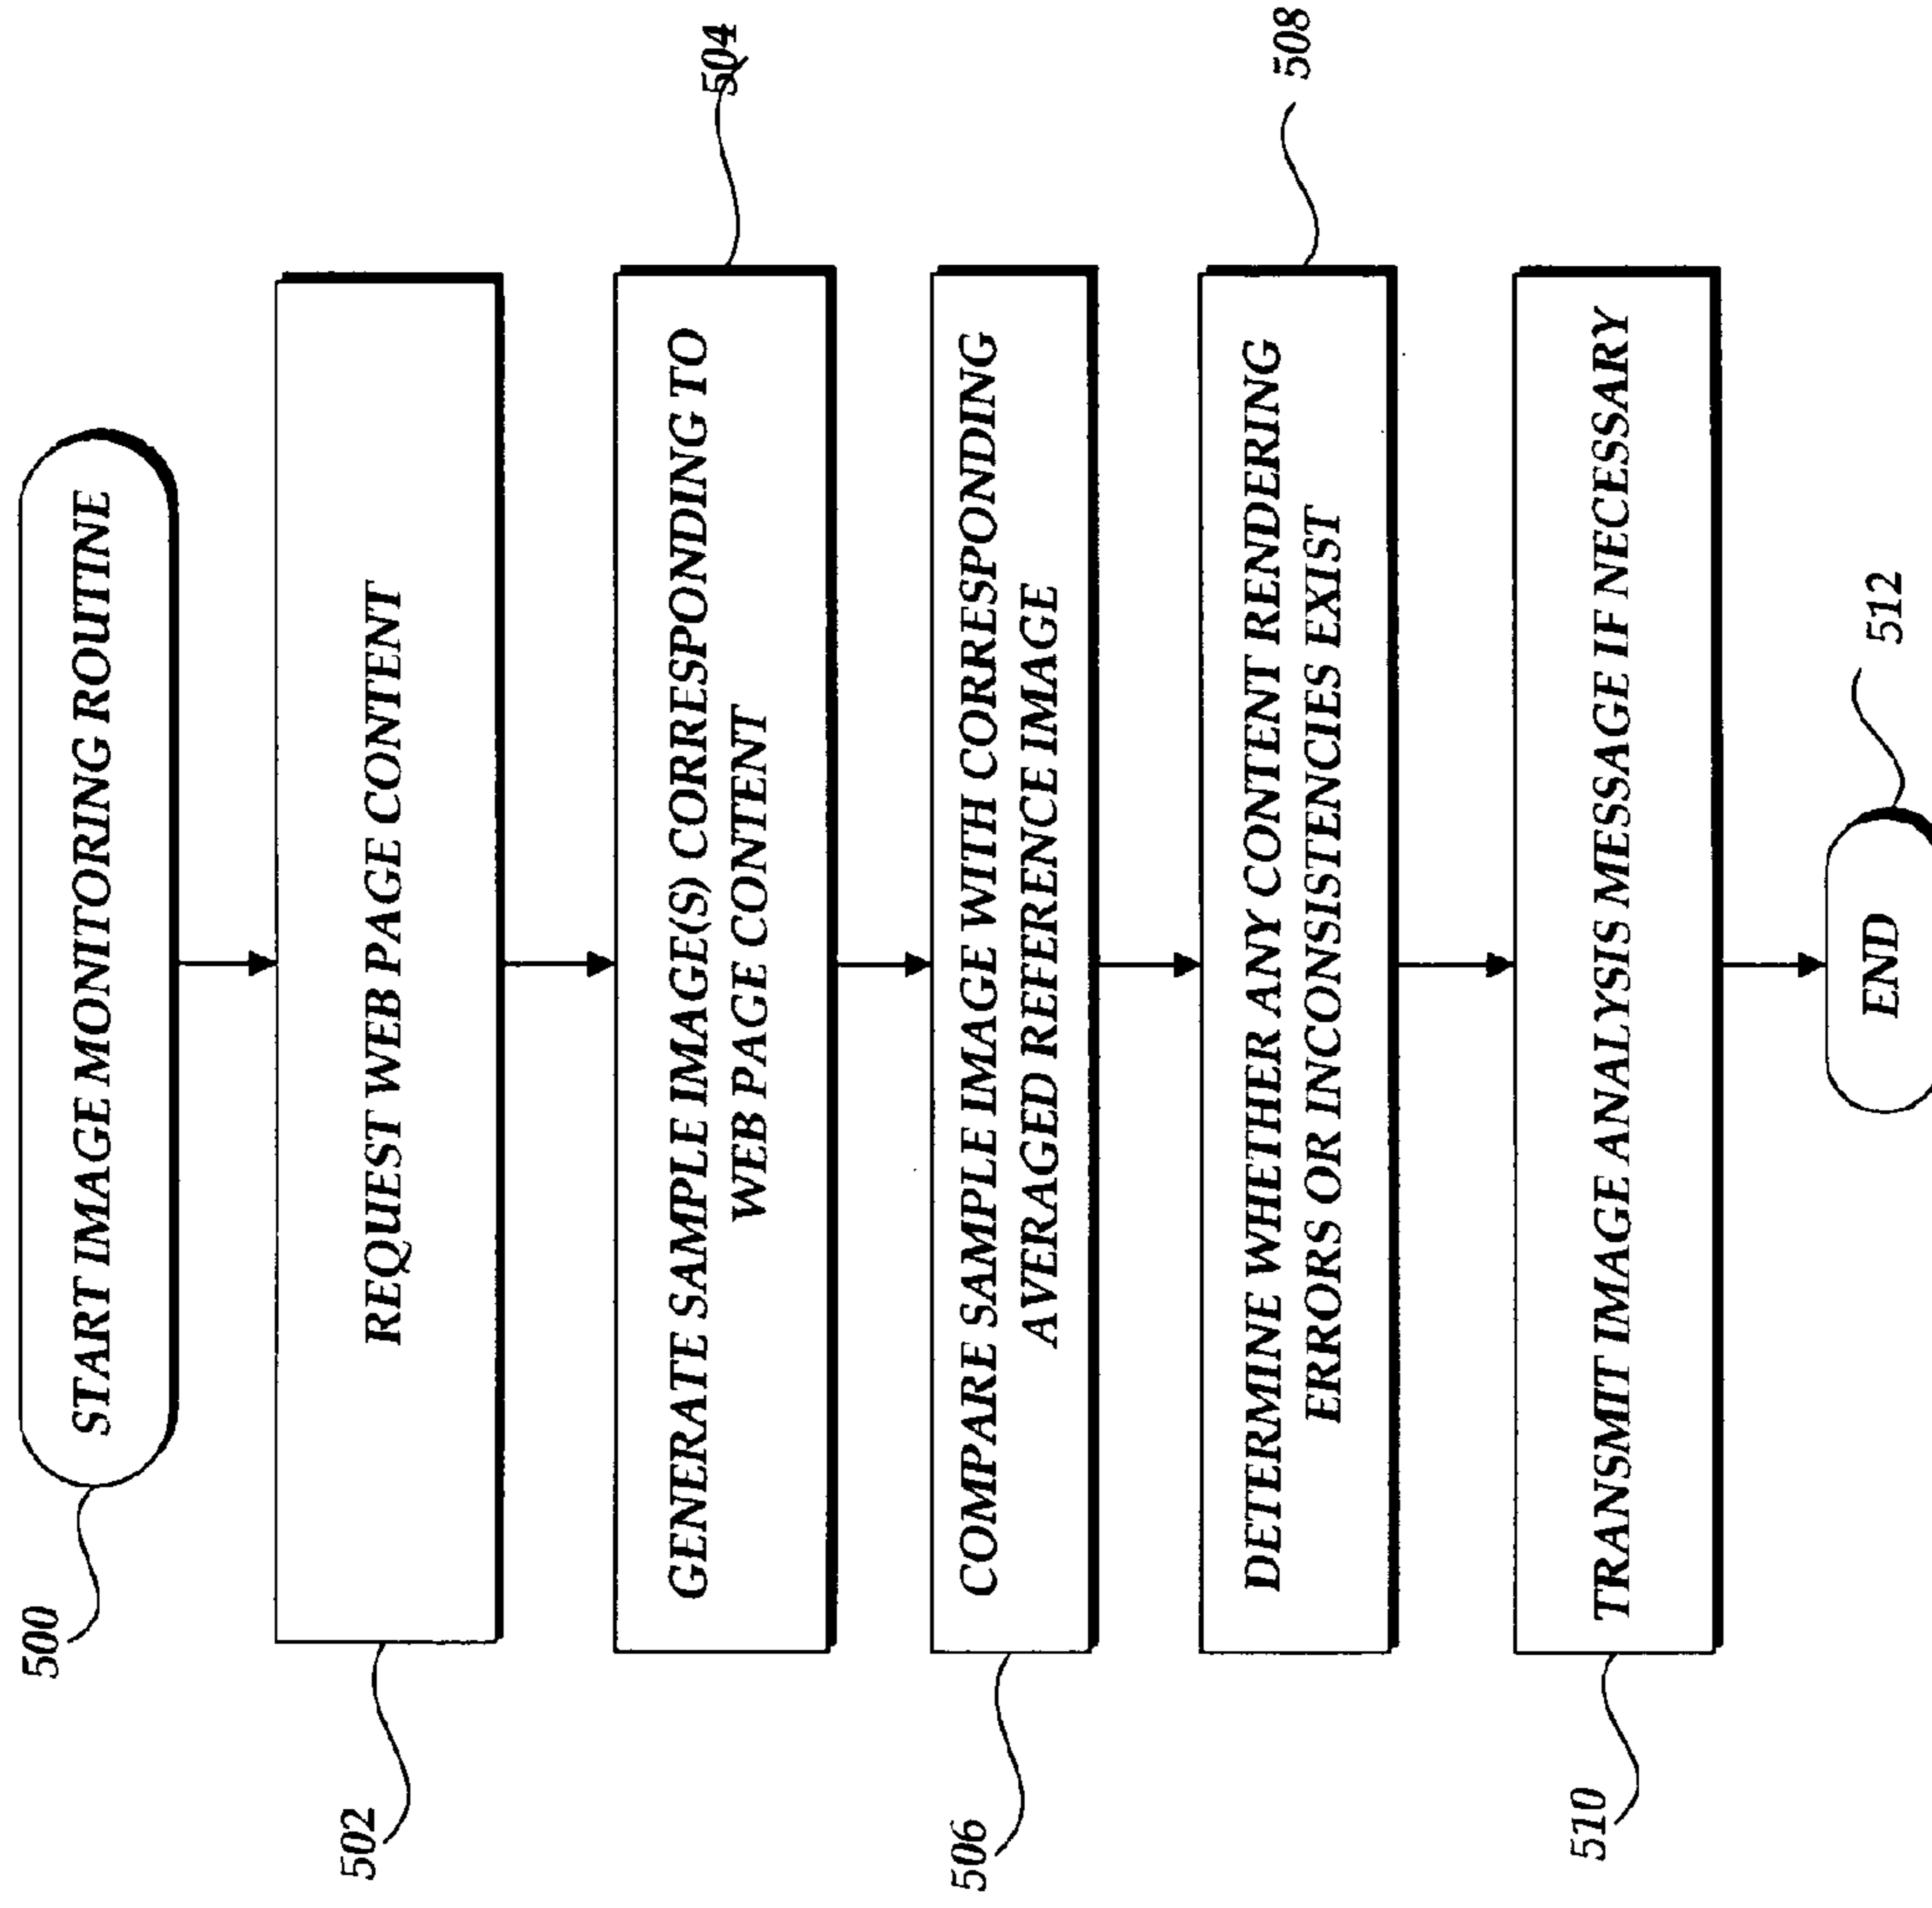 500
START IMAGE MONITORING ROUTINE
502
REQUEST WEB PAGE CONTENT
504
GENERATE SAMPLE IMAGE(S) CORRESPONDING TO
WEB PAGE CONTENT
506
COMPARE SAMPLE IMAGE WITH CORRESPONDING
AVERAGED REFERENCE IMAGE
508
DETERMINE WHETHER ANY CONTENT RENDERING
ERRORS OR INCONSISTENCIES EXIST
510
TRANSMIT IMAGE ANALYSIS MESSAGE IF NECESSARY
512
END